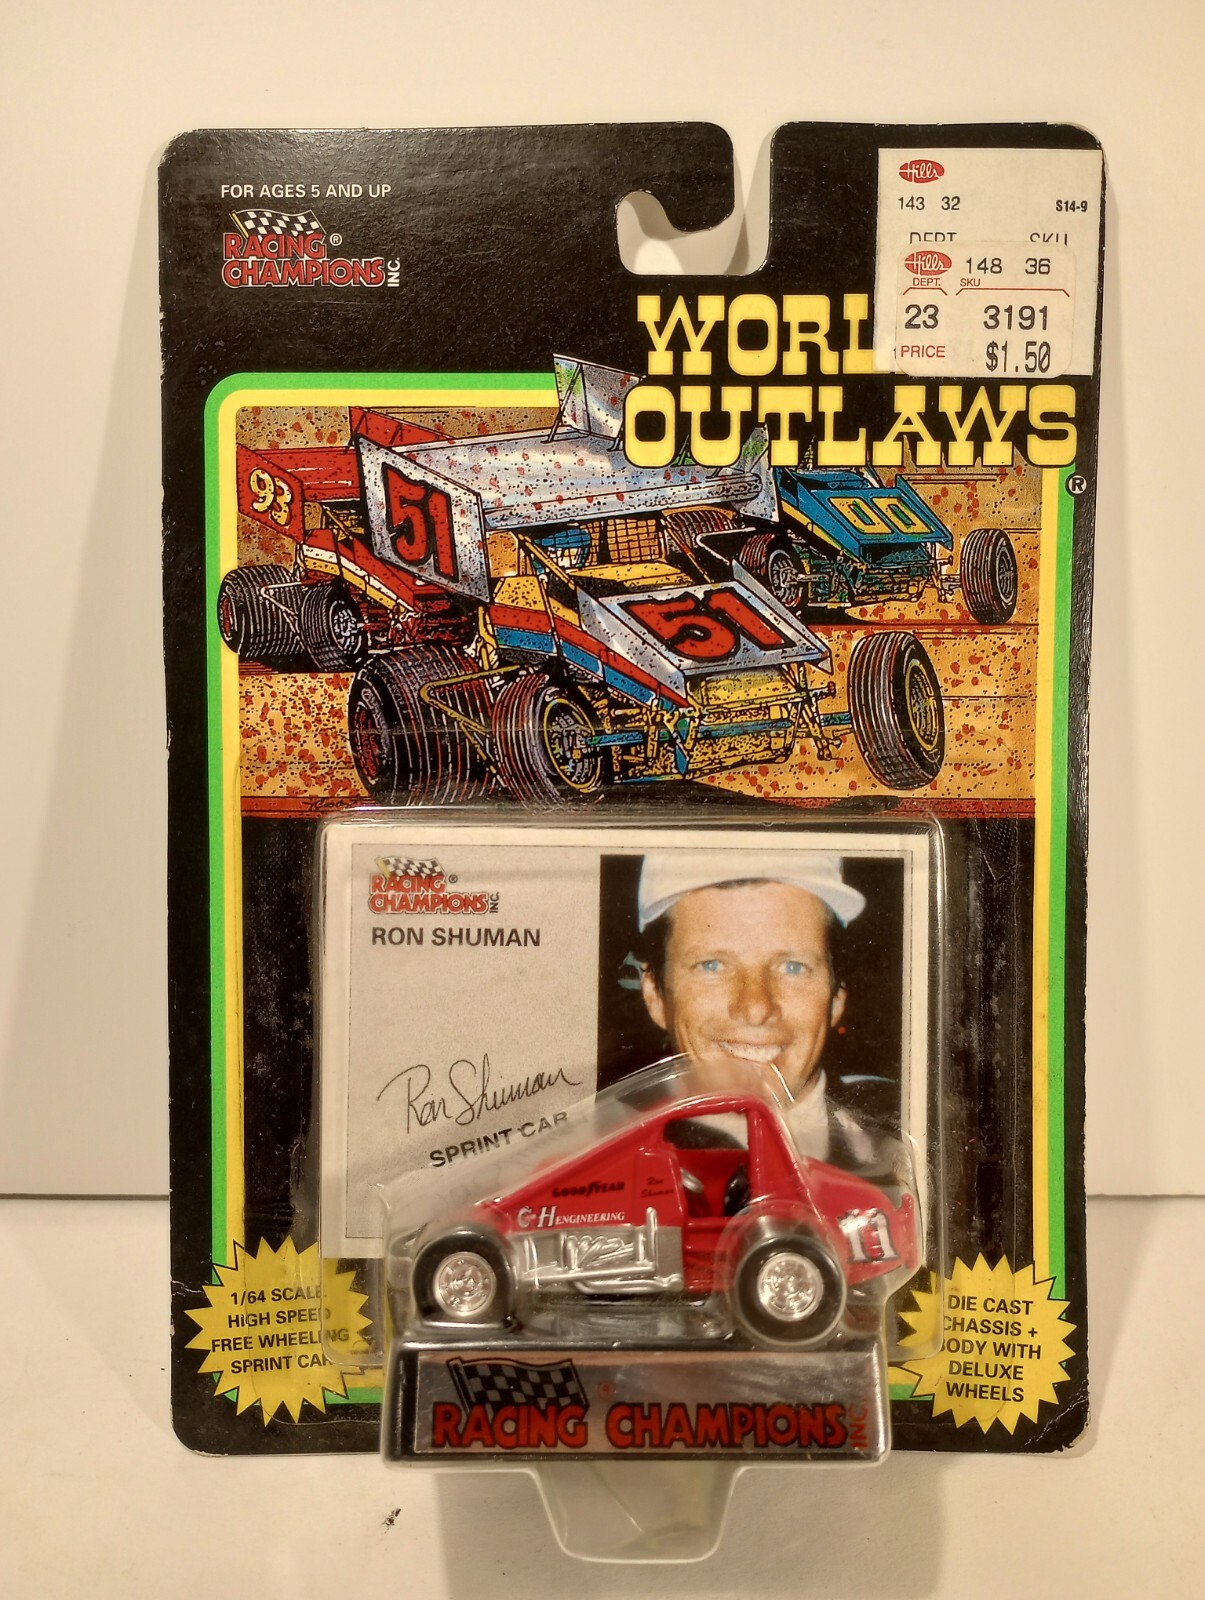 FOR AGES 5 AND UP
RACING ®
CHAMPIONS INC.
Hills
143 32 S14-9
DEPT SKU
Hills 148 36
DEPT. SKU
23 3191
PRICE $1.50
WORL
OUTLAWS
®
93
51
00
51
RACING ®
CHAMPIONS INC.
RON SHUMAN
Ron Shuman
SPRINT CAR
GOODYEAR
Ron
Shuman
G H ENGINEERING
11
1/64 SCALE
HIGH SPEED
FREE WHEELING
SPRINT CAR
DIE CAST
CHASSIS +
BODY WITH
DELUXE
WHEELS
RACING CHAMPIONS INC. ®